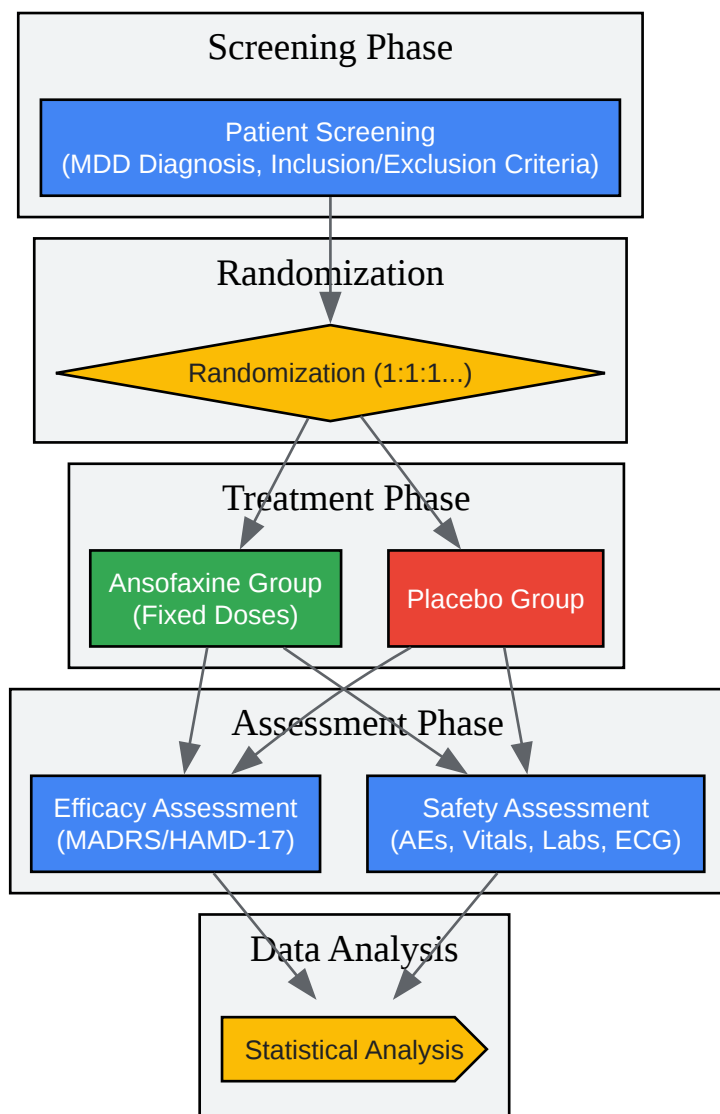 Screening Phase
Patient Screening
(MDD Diagnosis, Inclusion/Exclusion Criteria)
Randomization
Randomization (1:1:1...)
Treatment Phase
Ansofaxine Group
(Fixed Doses)
Placebo Group
Assessment Phase
Efficacy Assessment
(MADRS/HAMD-17)
Safety Assessment
(AEs, Vitals, Labs, ECG)
Data Analysis
Statistical Analysis